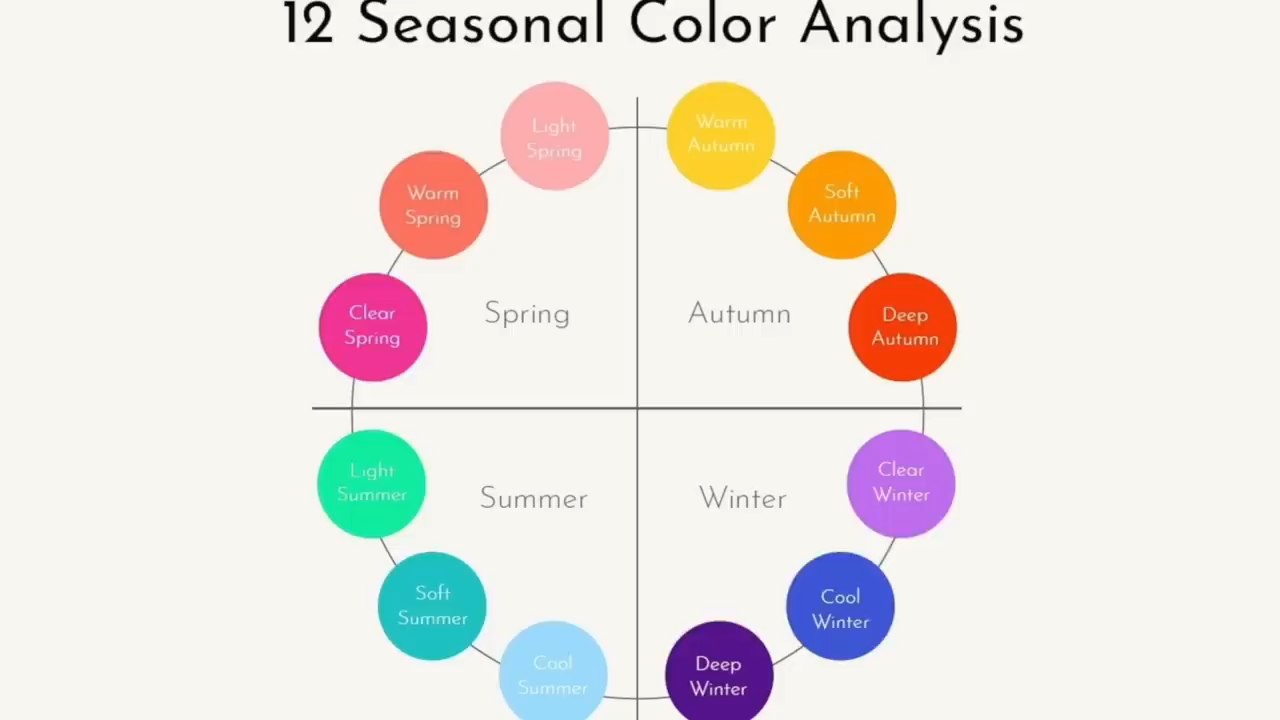 12 Seasonal Color Analysis
Light
Spring
Warm
Autumn
Warm
Spring
Soft
Autumn
Clear
Spring
Spring
Autumn
Deep
Autumn
Light
Summer
Summer
Winter
Clear
Winter
Soft
Summer
Cool
Winter
Cool
Summer
Deep
Winter